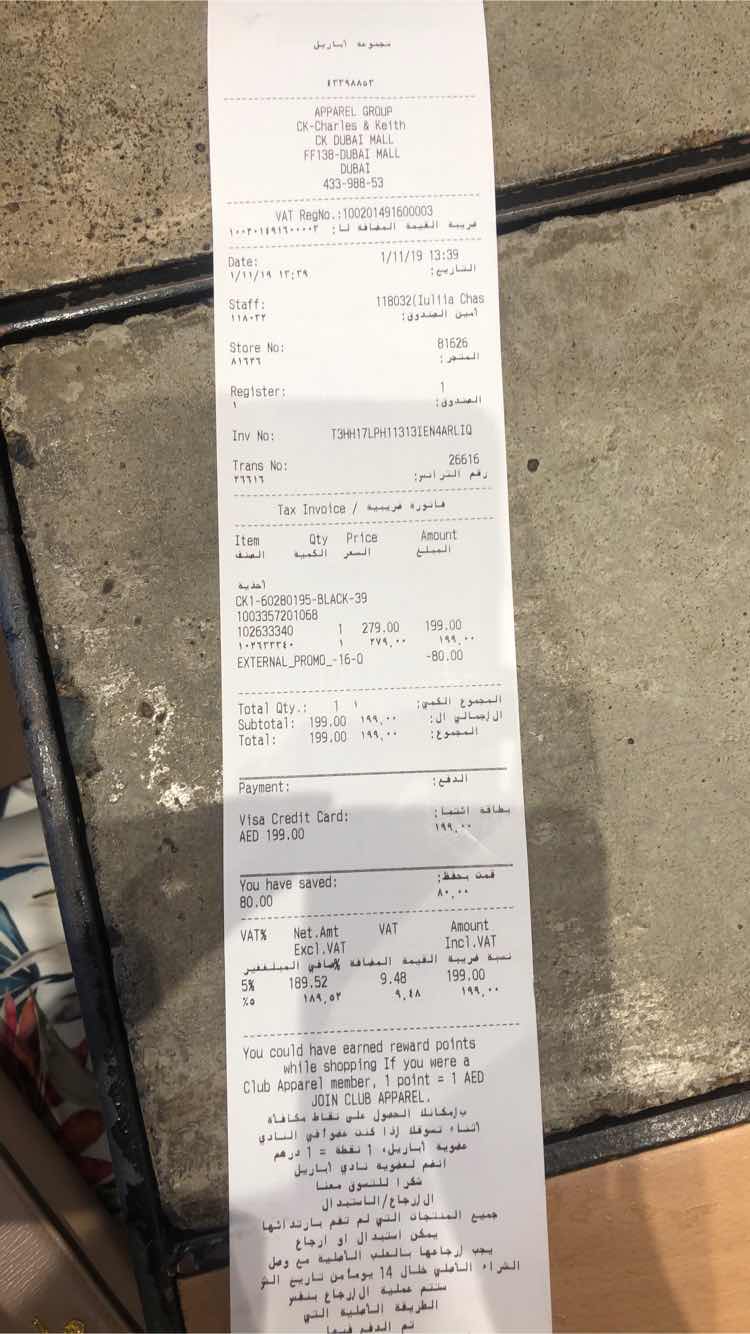 مجموعة أباريل
٤٣٣٩٨٨٥٣
APPAREL GROUP
CK-Charles & Keith
CK DUBAI MALL
FF138-DUBAI MALL
DUBAI
433-988-53
VAT RegNo.:100201491600003
ضريبة القيمة المضافة لنا: ١٠٠٢٠١٤٩١٦٠٠٠٠٣
Date: 1/11/19 13:39
التاريخ: ١/١١/١٩ ١٣:٣٩
Staff: 118032(Iuliia Chas
أمين الصندوق: ١١٨٠٣٢
Store No: 81626
المتجر: ٨١٦٢٦
Register: 1
الصندوق: ١
Inv No: T3HH17LPH11313IEN4ARLIQ
Trans No: 26616
رقم الترانس: ٢٦٦١٦
Tax Invoice / فاتورة ضريبية
Item Qty Price Amount
الصنف الكمية السعر المبلغ
أحذية
CK1-60280195-BLACK-39
1003357201068
102633340 1 279.00 199.00
١٠٢٦٣٣٣٤٠ ١ ٢٧٩,٠٠ ١٩٩,٠٠
EXTERNAL_PROMO_-16-0 -80.00
Total Qty.: 1 ١ المجموع الكمي:
Subtotal: 199.00 ١٩٩,٠٠ الإجمالي ال:
Total: 199.00 ١٩٩,٠٠ المجموع:
Payment: الدفع:
Visa Credit Card: بطاقة ائتما:
AED 199.00 ١٩٩,٠٠
You have saved: قمت بحفظ:
80.00 ٨٠,٠٠
VAT% Net.Amt VAT Amount
Excl.VAT Incl.VAT
نسبة ضريبة القيمة المضافة %صافي
5% 189.52 9.48 199.00
%٥ ١٨٩,٥٢ ٩,٤٨ ١٩٩,٠٠
You could have earned reward points
while shopping If you were a
Club Apparel member, 1 point = 1 AED
JOIN CLUB APPAREL.
بإمكانك الحصول على نقاط مكافأة
أثناء تسوقك إذا كنت عضوا في النادي
عضوية أباريل، 1 نقطة = 1 درهم
انضم لعضوية نادي أباريل
شكرا للتسوق معنا
الإرجاع/الاستبدال
جميع المنتجات التي لم تقم بارتدائها
يمكن استبدال او ارجاع
يجب إرجاعها بالعلب الأصلية مع وصل
الشراء الأصلي خلال 14 يوما من تاريخ الش
ستتم عملية الإرجاع بنفس
الطريقة الأصلية التي
تم الدفع فيها